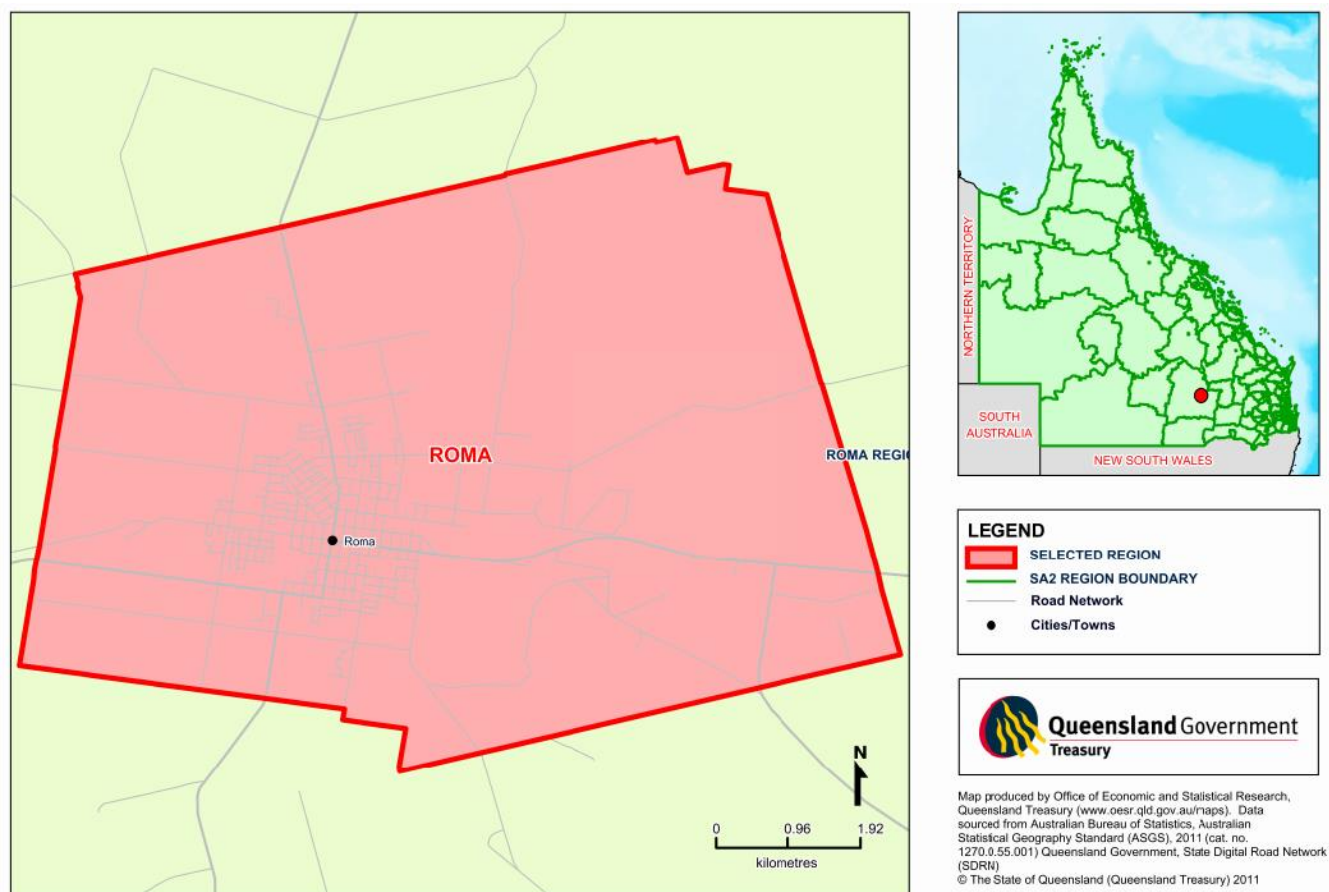 ROMA
ROMA REGI
Roma
N
0 0.96 1.92
kilometres
NORTHERN TERRITORY
SOUTH
AUSTRALIA
NEW SOUTH WALES
LEGEND
SELECTED REGION
SA2 REGION BOUNDARY
Road Network
Cities/Towns
Queensland Government
Treasury
Map produced by Office of Economic and Statistical Research,
Queensland Treasury (www.oesr.qld.gov.au/maps). Data
sourced from Australian Bureau of Statistics, Australian
Statistical Geography Standard (ASGS), 2011 (cat. no.
1270.0.55.001) Queensland Government, State Digital Road Network
(SDRN)
© The State of Queensland (Queensland Treasury) 2011